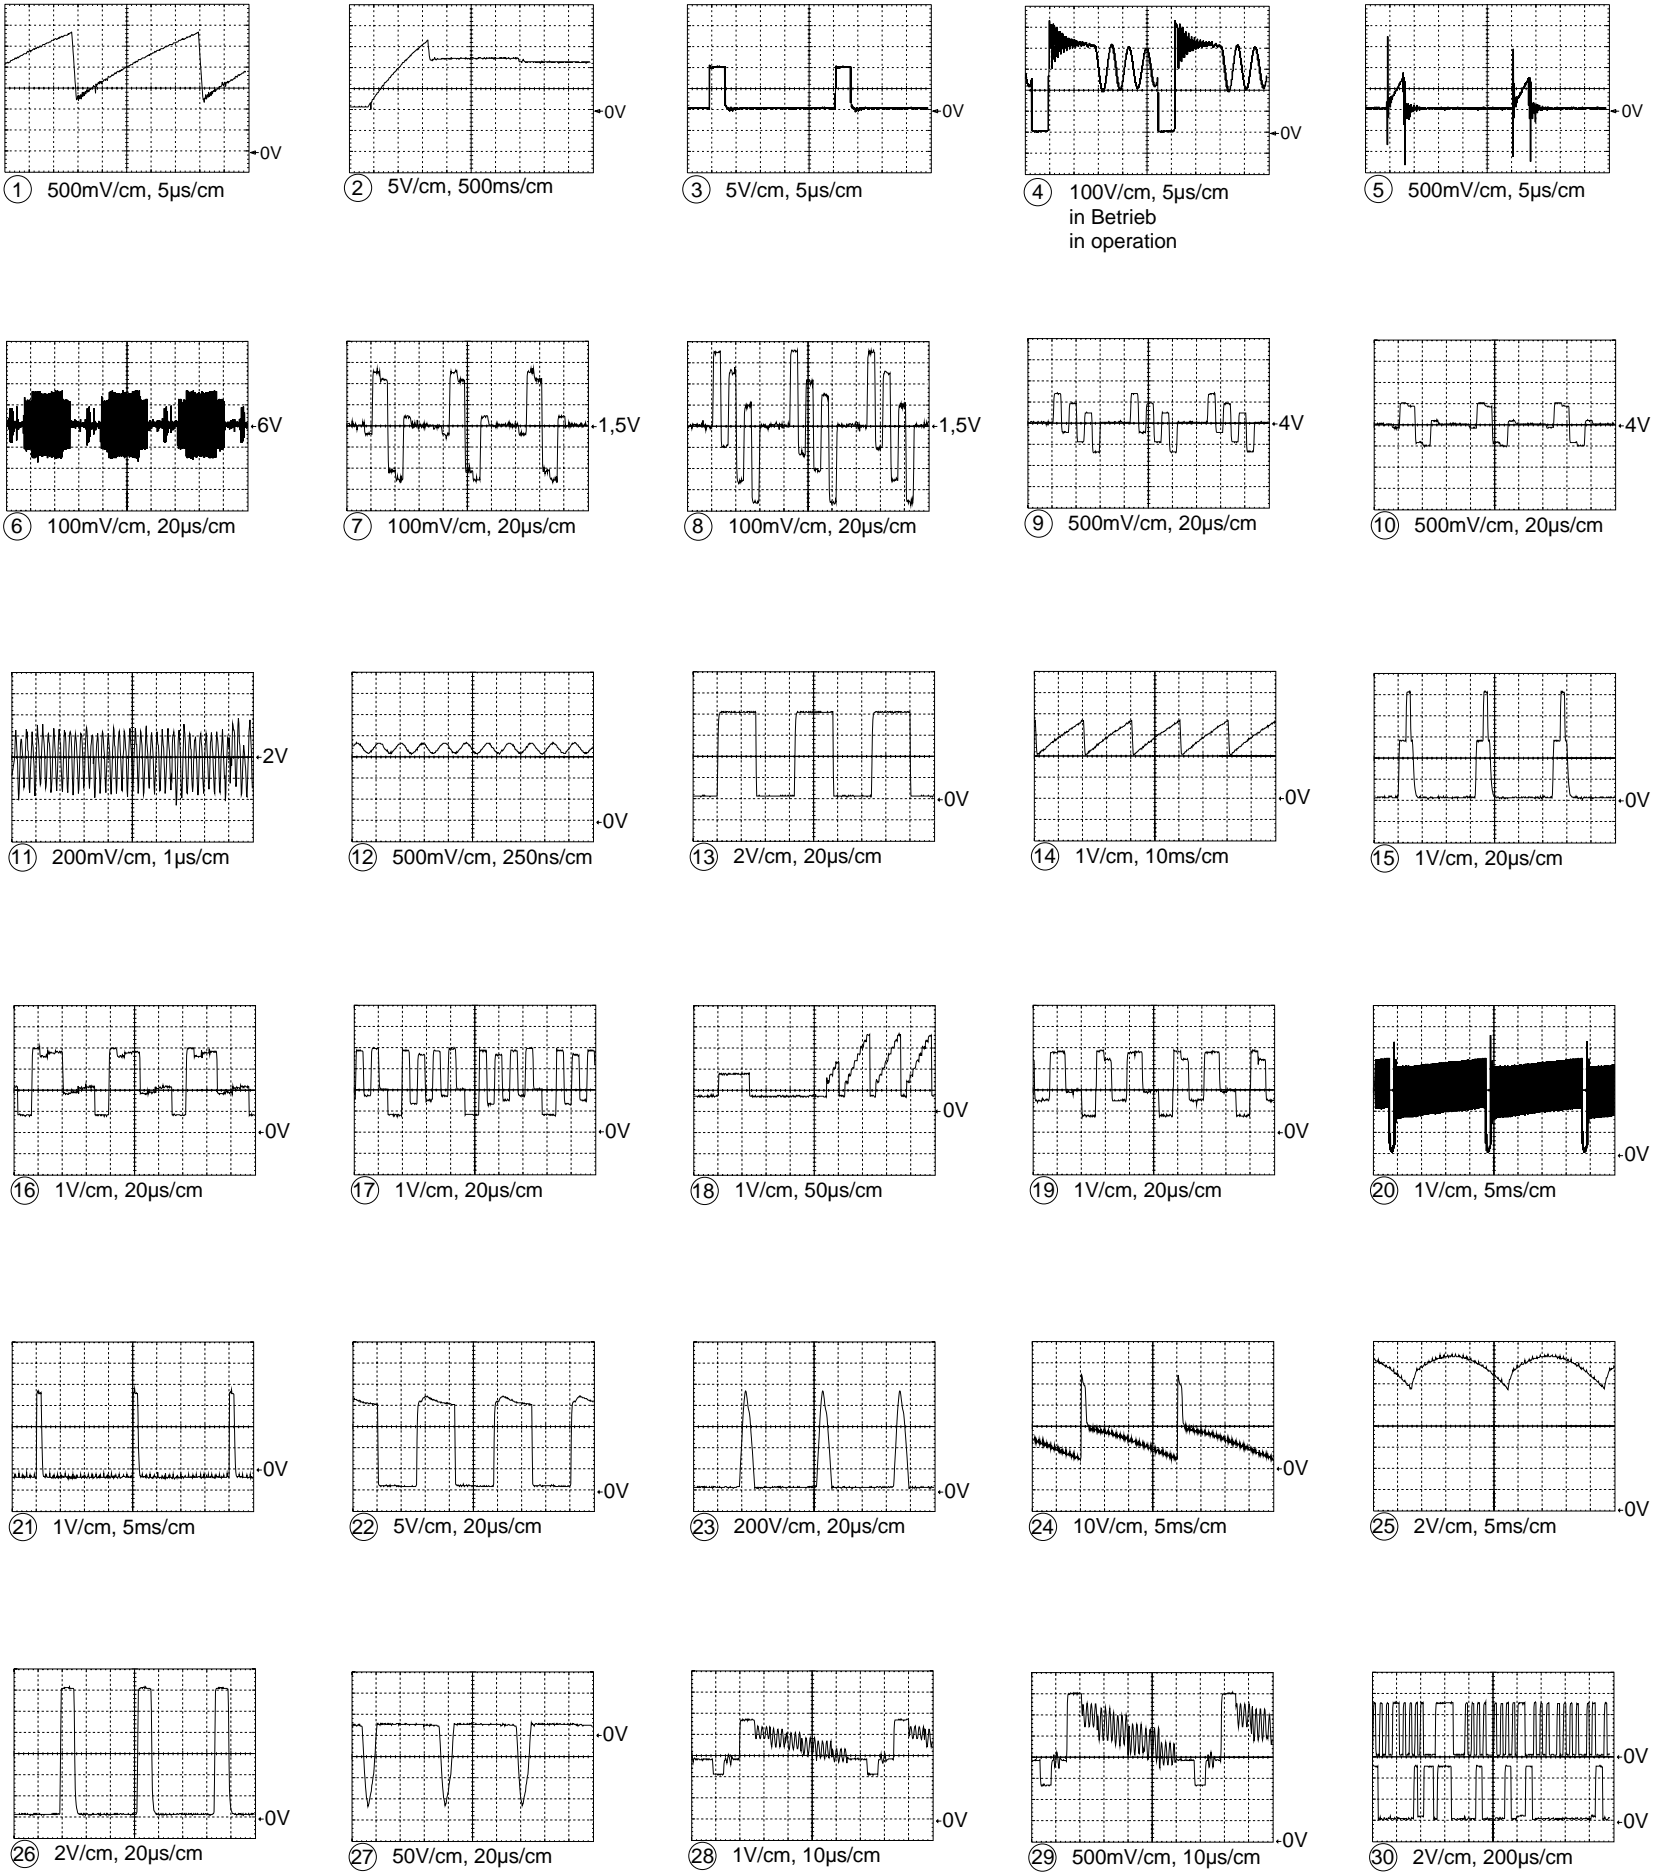 0V
1 500mV/cm, 5µs/cm
0V
2 5V/cm, 500ms/cm
0V
3 5V/cm, 5µs/cm
0V
4 100V/cm, 5µs/cm
in Betrieb
in operation
0V
5 500mV/cm, 5µs/cm
6V
6 100mV/cm, 20µs/cm
1,5V
7 100mV/cm, 20µs/cm
1,5V
8 100mV/cm, 20µs/cm
4V
9 500mV/cm, 20µs/cm
4V
10 500mV/cm, 20µs/cm
2V
11 200mV/cm, 1µs/cm
0V
12 500mV/cm, 250ns/cm
0V
13 2V/cm, 20µs/cm
0V
14 1V/cm, 10ms/cm
0V
15 1V/cm, 20µs/cm
0V
16 1V/cm, 20µs/cm
0V
17 1V/cm, 20µs/cm
0V
18 1V/cm, 50µs/cm
0V
19 1V/cm, 20µs/cm
0V
20 1V/cm, 5ms/cm
0V
21 1V/cm, 5ms/cm
0V
22 5V/cm, 20µs/cm
0V
23 200V/cm, 20µs/cm
0V
24 10V/cm, 5ms/cm
0V
25 2V/cm, 5ms/cm
0V
26 2V/cm, 20µs/cm
0V
27 50V/cm, 20µs/cm
0V
28 1V/cm, 10µs/cm
0V
29 500mV/cm, 10µs/cm
0V
0V
30 2V/cm, 200µs/cm